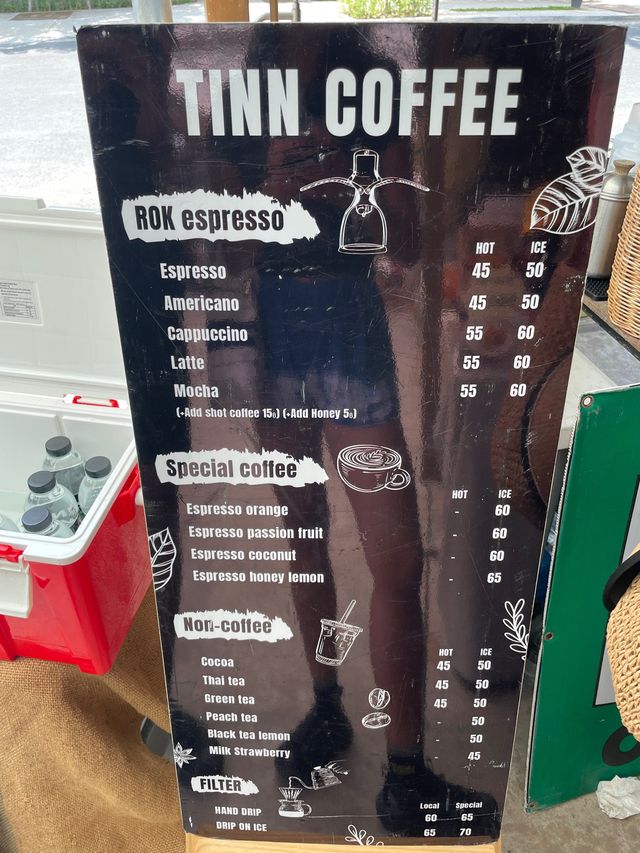 TINN COFFEE
ROK espresso
HOT ICE
Espresso 45 50
Americano 45 50
Cappuccino 55 60
Latte 55 60
Mocha 55 60
(+Add shot coffee 15฿) (+Add Honey 5฿)
Special coffee
HOT ICE
Espresso orange - 60
Espresso passion fruit - 60
Espresso coconut - 60
Espresso honey lemon - 65
Non-coffee
HOT ICE
Cocoa 45 50
Thai tea 45 50
Green tea 45 50
Peach tea - 50
Black tea lemon - 50
Milk Strawberry - 45
FILTER
Local Special
HAND DRIP 60 65
DRIP ON ICE 65 70